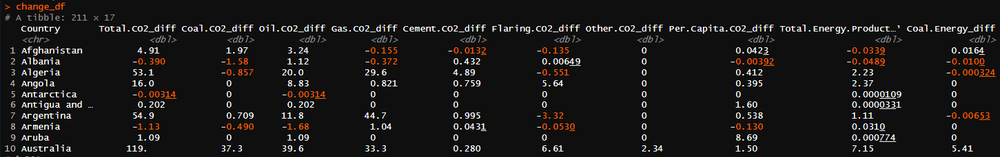 > change_df
# A tibble: 211 × 17
Country Total.CO2_diff Coal.CO2_diff Oil.CO2_diff Gas.CO2_diff Cement.CO2_diff Flaring.CO2_diff Other.CO2_diff Per.Capita.CO2_diff Total.Energy.Product…¹ Coal.Energy_diff
<chr> <dbl> <dbl> <dbl> <dbl> <dbl> <dbl> <dbl> <dbl> <dbl> <dbl>
1 Afghanistan 4.91 1.97 3.24 -0.155 -0.0132 -0.135 0 0.0423 -0.0339 0.0164
2 Albania -0.390 -1.58 1.12 -0.372 0.432 0.00649 0 -0.00392 -0.0489 -0.0100
3 Algeria 53.1 -0.857 20.0 29.6 4.89 -0.551 0 0.412 2.23 -0.000324
4 Angola 16.0 0 8.83 0.821 0.759 5.64 0 0.395 2.37 0
5 Antarctica -0.00314 0 -0.00314 0 0 0 0 0 0.0000109 0
6 Antigua and … 0.202 0 0.202 0 0 0 0 1.60 0.0000331 0
7 Argentina 54.9 0.709 11.8 44.7 0.995 -3.32 0 0.538 1.11 -0.00653
8 Armenia -1.13 -0.490 -1.68 1.04 0.0431 -0.0530 0 -0.130 0.0310 0
9 Aruba 1.09 0 1.09 0 0 0 0 8.69 0.000774 0
10 Australia 119. 37.3 39.6 33.3 0.280 6.61 2.34 1.50 7.15 5.41